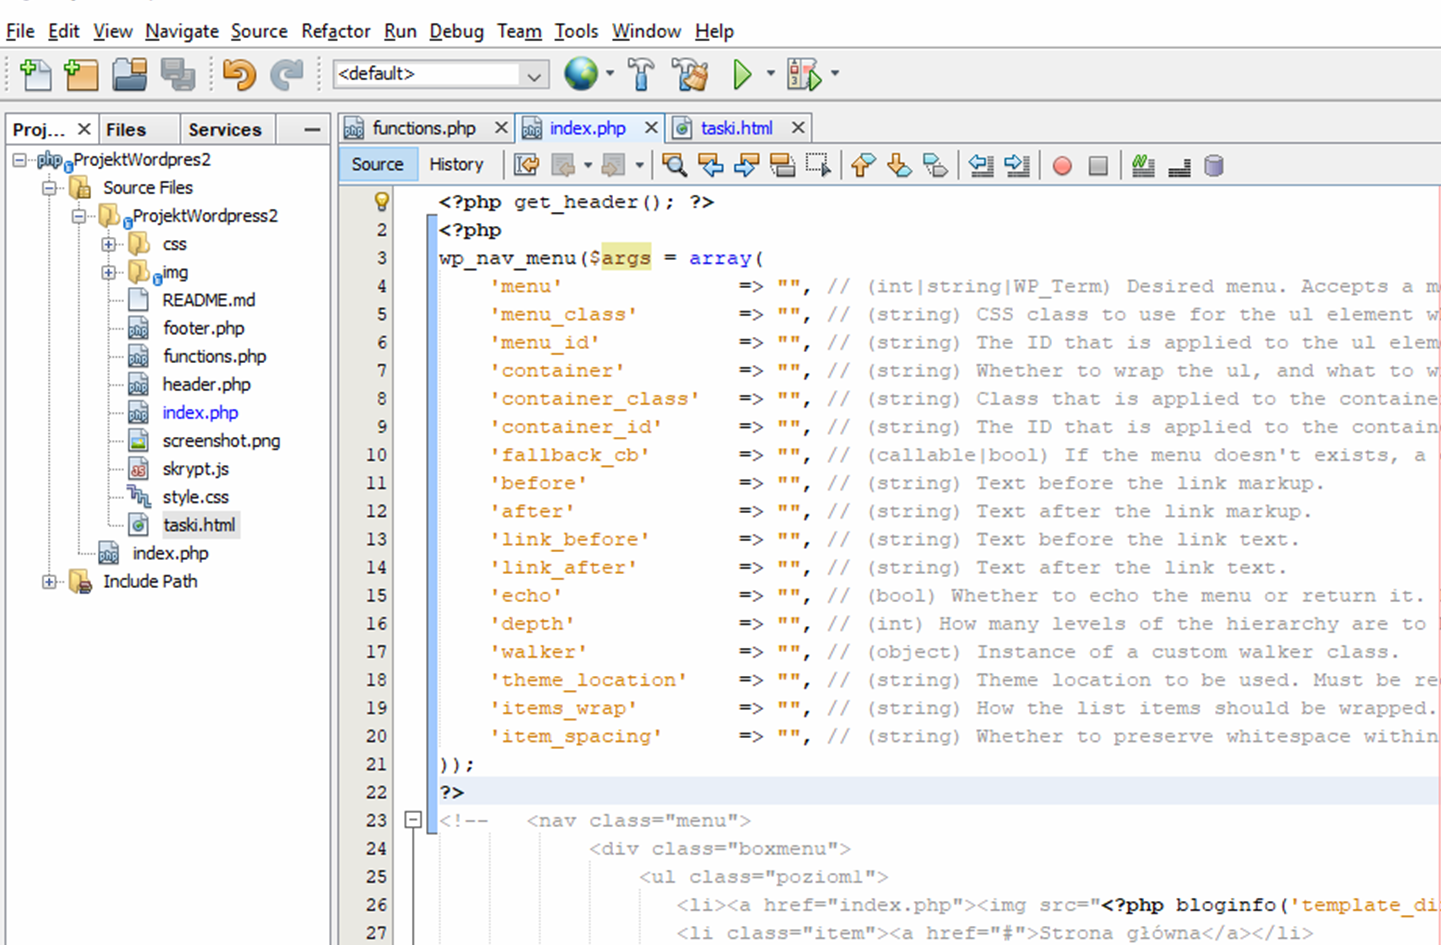 File Edit View Navigate Source Refactor Run Debug Team Tools Window Help
<default>
Proj... Files Services
functions.php index.php taski.html
Source History
ProjektWordpres2
Source Files
ProjektWordpress2
css
img
README.md
footer.php
functions.php
header.php
index.php
screenshot.png
skrypt.js
style.css
taski.html
index.php
Include Path
<?php get_header(); ?>
2 <?php
3 wp_nav_menu($args = array(
4 'menu' => "", // (int|string|WP_Term) Desired menu. Accepts a m
5 'menu_class' => "", // (string) CSS class to use for the ul element w
6 'menu_id' => "", // (string) The ID that is applied to the ul elem
7 'container' => "", // (string) Whether to wrap the ul, and what to w
8 'container_class' => "", // (string) Class that is applied to the containe
9 'container_id' => "", // (string) The ID that is applied to the contain
10 'fallback_cb' => "", // (callable|bool) If the menu doesn't exists, a
11 'before' => "", // (string) Text before the link markup.
12 'after' => "", // (string) Text after the link markup.
13 'link_before' => "", // (string) Text before the link text.
14 'link_after' => "", // (string) Text after the link text.
15 'echo' => "", // (bool) Whether to echo the menu or return it.
16 'depth' => "", // (int) How many levels of the hierarchy are to
17 'walker' => "", // (object) Instance of a custom walker class.
18 'theme_location' => "", // (string) Theme location to be used. Must be re
19 'items_wrap' => "", // (string) How the list items should be wrapped.
20 'item_spacing' => "", // (string) Whether to preserve whitespace within
21 ));
22 ?>
23 <!-- <nav class="menu">
24 <div class="boxmenu">
25 <ul class="poziom1">
26 <li><a href="index.php"><img src="<?php bloginfo('template_di
27 <li class="item"><a href="#">Strona główna</a></li>